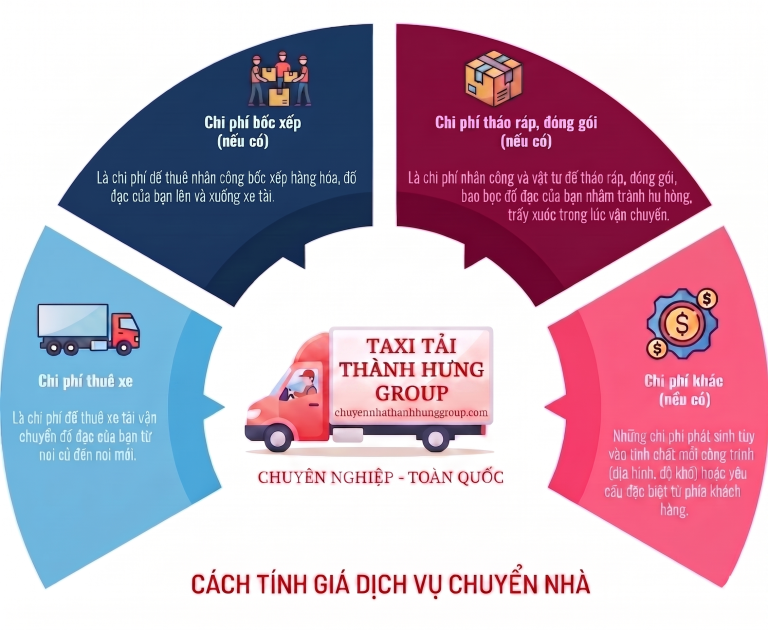 Chi phí bốc xếp
(nếu có)
Là chi phí để thuê nhân công bốc xếp hàng hóa, đồ
đạc của bạn lên và xuống xe tải.
Chi phí tháo ráp, đóng gói
(nếu có)
Là chi phí nhân công và vật tư để tháo ráp, đóng gói,
bao bọc đồ đạc của bạn nhằm tránh hư hỏng,
trầy xuóc trong lúc vận chuyển.
Chi phí thuê xe
Là chi phí để thuê xe tải vận
chuyển đồ đạc của bạn từ
nơi cũ đến nơi mới.
TAXI TẢI
THÀNH HƯNG
GROUP
chuyennhathanhhunggroup.com
CHUYÊN NGHIỆP - TOÀN QUỐC
Chi phí khác
(nếu có)
Những chi phí phát sinh tùy
vào tính chất mỗi công trình
(địa hình, độ khó) hoặc yêu
cầu đặc biệt từ phía khách
hàng.
CÁCH TÍNH GIÁ DỊCH VỤ CHUYỂN NHÀ